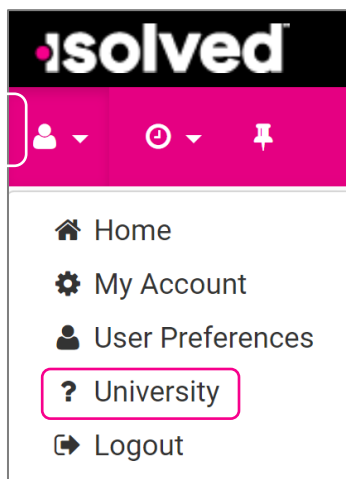 isolved
Home
My Account
User Preferences
? University
Logout